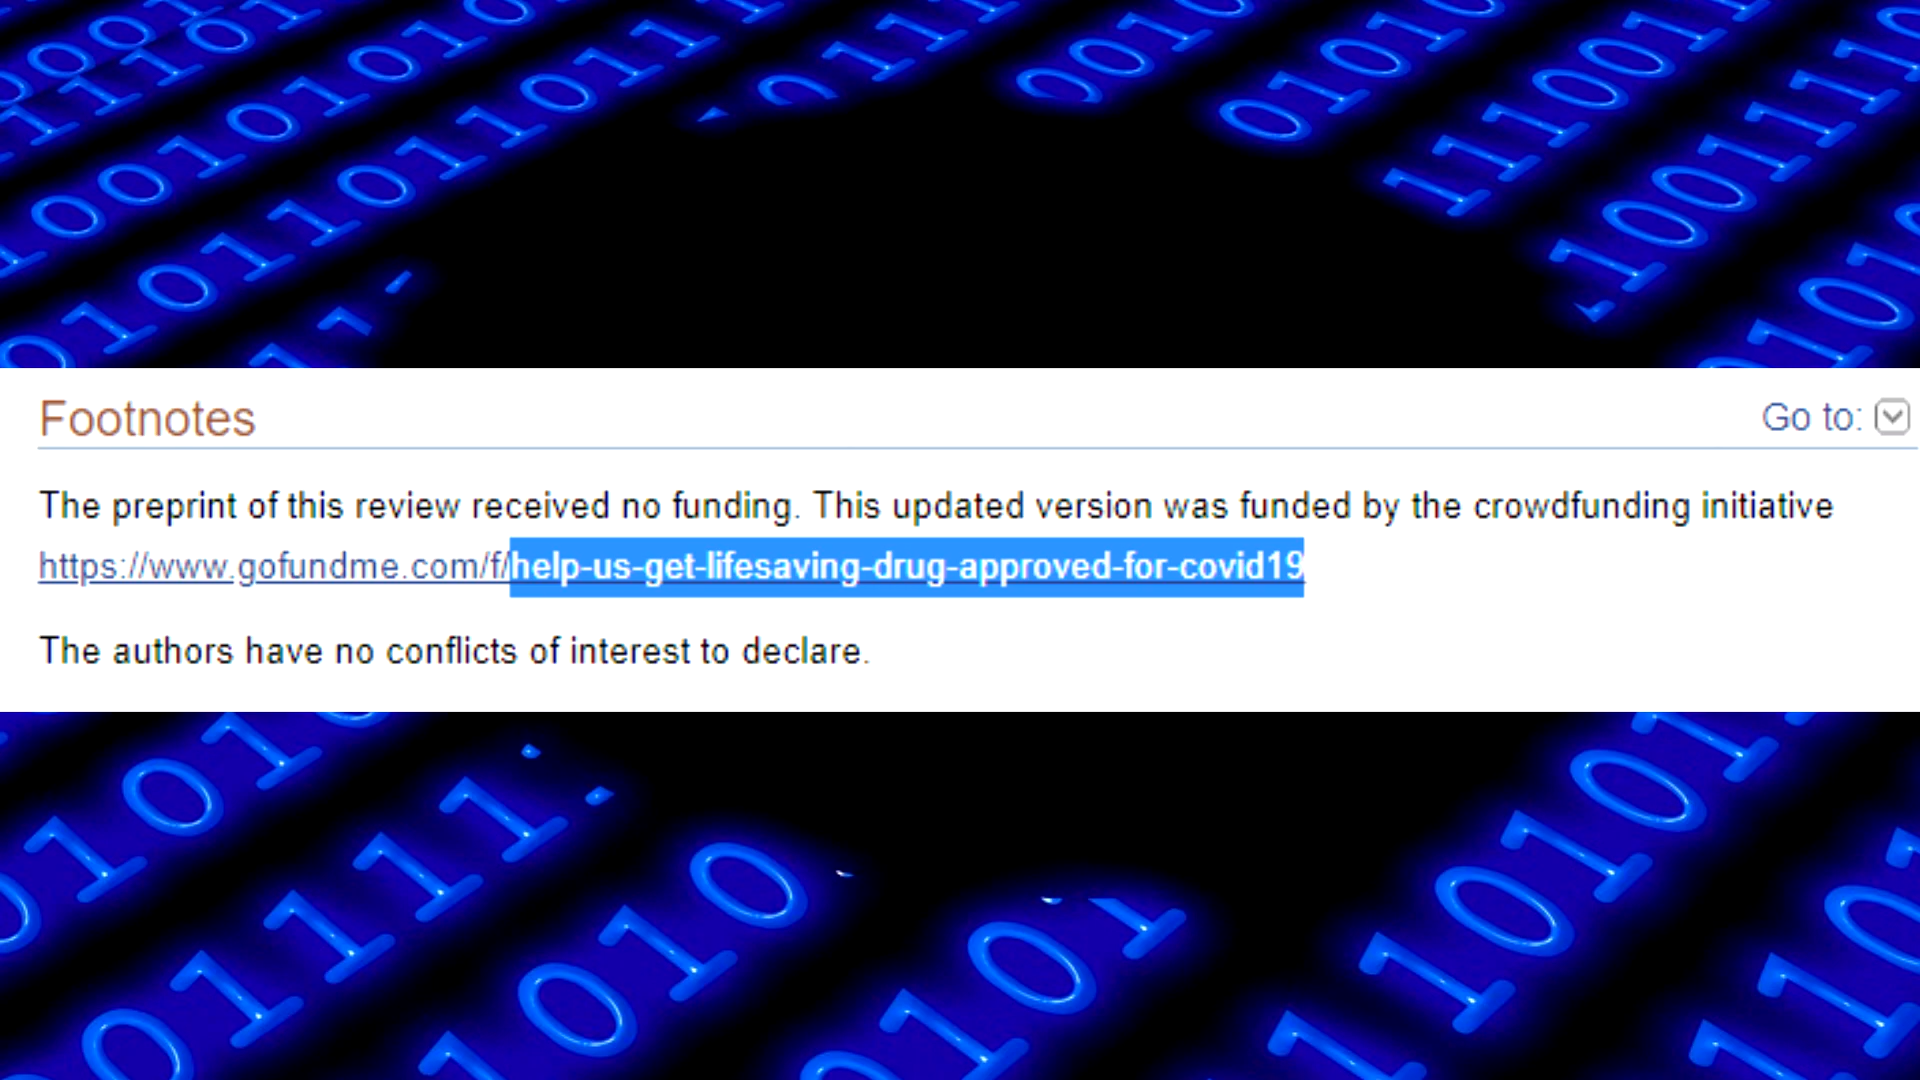 Footnotes
Go to:
The preprint of this review received no funding. This updated version was funded by the crowdfunding initiative
https://www.gofundme.com/f/help-us-get-lifesaving-drug-approved-for-covid19
The authors have no conflicts of interest to declare.